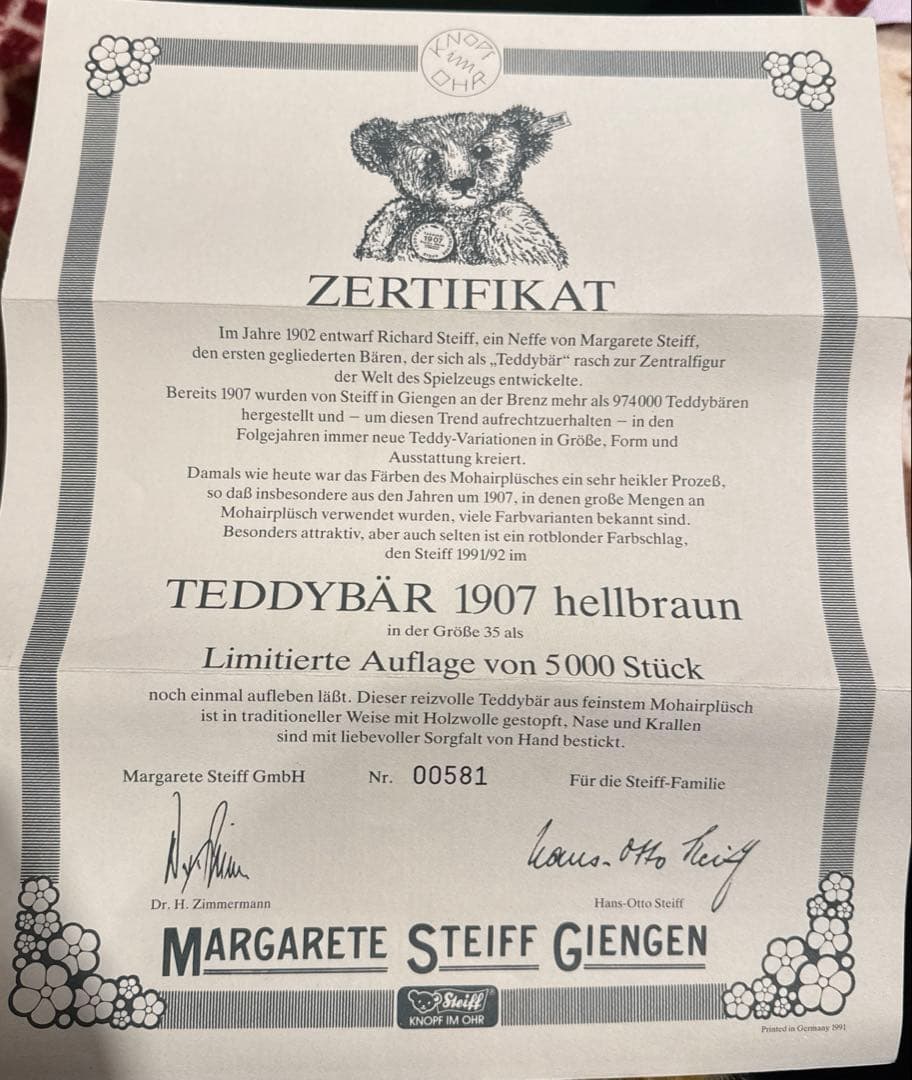 KNOPF
im
OHR
1907
ZERTIFIKAT
Im Jahre 1902 entwarf Richard Steiff, ein Neffe von Margarete Steiff,
den ersten gegliederten Bären, der sich als „Teddybär“ rasch zur Zentralfigur
der Welt des Spielzeugs entwickelte.
Bereits 1907 wurden von Steiff in Giengen an der Brenz mehr als 974000 Teddybären
hergestellt und – um diesen Trend aufrechtzuerhalten – in den
Folgejahren immer neue Teddy-Variationen in Größe, Form und
Ausstattung kreiert.
Damals wie heute war das Färben des Mohairplüsches ein sehr heikler Prozeß,
so daß insbesondere aus den Jahren um 1907, in denen große Mengen an
Mohairplüsch verwendet wurden, viele Farbvarianten bekannt sind.
Besonders attraktiv, aber auch selten ist ein rotblonder Farbschlag,
den Steiff 1991/92 im
TEDDYBÄR 1907 hellbraun
in der Größe 35 als
Limitierte Auflage von 5000 Stück
noch einmal aufleben läßt. Dieser reizvolle Teddybär aus feinstem Mohairplüsch
ist in traditioneller Weise mit Holzwolle gestopft, Nase und Krallen
sind mit liebevoller Sorgfalt von Hand bestickt.
Margarete Steiff GmbH Nr. 00581 Für die Steiff-Familie
Hans-Otto Steiff
Dr. H. Zimmermann Hans-Otto Steiff
MARGARETE STEIFF GIENGEN
Steiff®
KNOPF IM OHR
Printed in Germany 1991